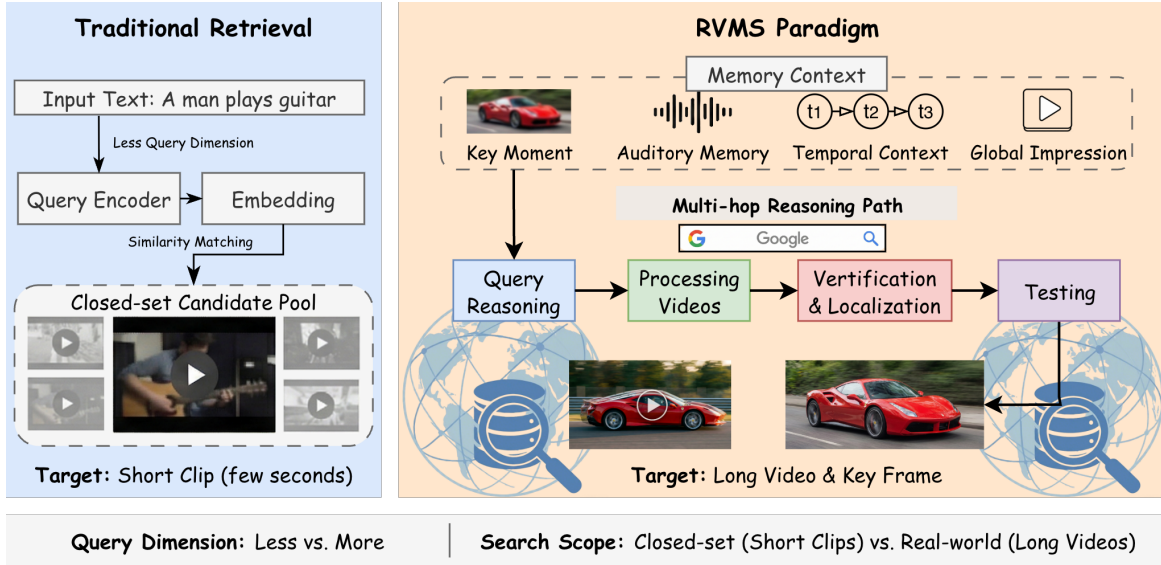 Traditional Retrieval
Input Text: A man plays guitar
Less Query Dimension
Query Encoder
Embedding
Similarity Matching
Closed-set Candidate Pool
Target: Short Clip (few seconds)
RVMS Paradigm
Memory Context
t1
t2
t3
Key Moment
Auditory Memory
Temporal Context
Global Impression
Multi-hop Reasoning Path
Google
Query
Reasoning
Processing
Videos
Vertification
& Localization
Testing
Target: Long Video & Key Frame
Query Dimension: Less vs. More
Search Scope: Closed-set (Short Clips) vs. Real-world (Long Videos)